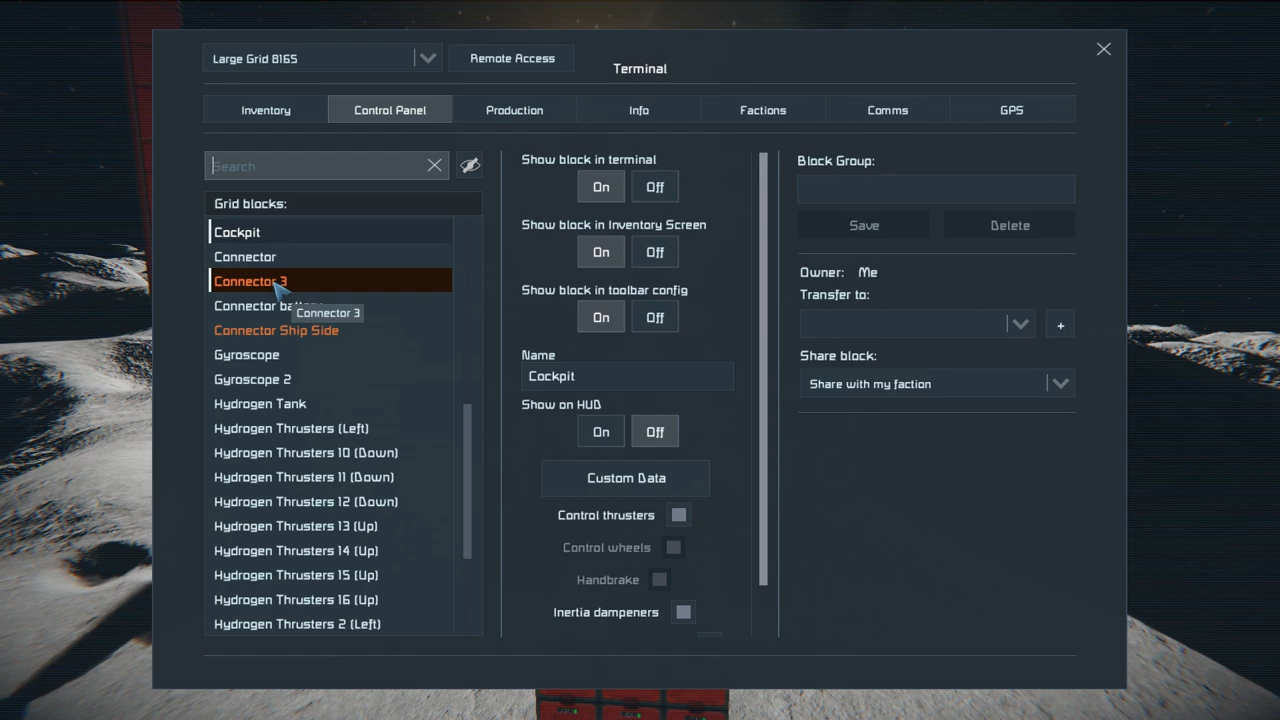 Large Grid 8165
Remote Access
Terminal
Inventory
Control Panel
Production
Info
Factions
Comms
GPS
Search
Grid blocks:
Cockpit
Connector
Connector 3
Connector
Connector 3
Connector Ship Side
Gyroscope
Gyroscope 2
Hydrogen Tank
Hydrogen Thrusters (Left)
Hydrogen Thrusters 10 (Down)
Hydrogen Thrusters 11 (Down)
Hydrogen Thrusters 12 (Down)
Hydrogen Thrusters 13 (Up)
Hydrogen Thrusters 14 (Up)
Hydrogen Thrusters 15 (Up)
Hydrogen Thrusters 16 (Up)
Hydrogen Thrusters 2 (Left)
Show block in terminal
On Off
Show block in Inventory Screen
On Off
Show block in toolbar config
On Off
Name
Cockpit
Show on HUD
On Off
Custom Data
Control thrusters
Control wheels
Handbrake
Inertia dampeners
Block Group:
Save Delete
Owner: Me
Transfer to:
+
Share block:
Share with my faction